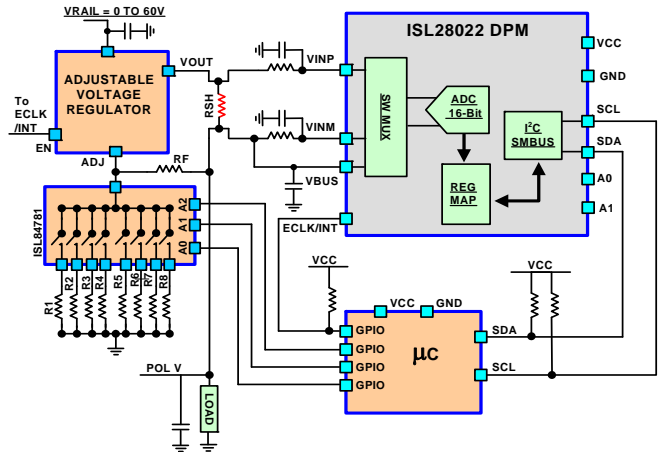 VRAIL = 0 TO 60V
ADJUSTABLE
VOLTAGE
REGULATOR
VOUT
To
ECLK
/INT
EN
ADJ
RF
RSH
VINP
VINM
VBUS
ECLK/INT
ISL28022 DPM
SW MUX
ADC
16-Bit
REG
MAP
I²C
SMBUS
VCC
GND
SCL
SDA
A0
A1
ISL84781
A2
A1
A0
R1
R2
R3
R4
R5
R6
R7
R8
POL V
LOAD
VCC
VCC
GND
GPIO
GPIO
GPIO
GPIO
µC
SDA
SCL
VCC